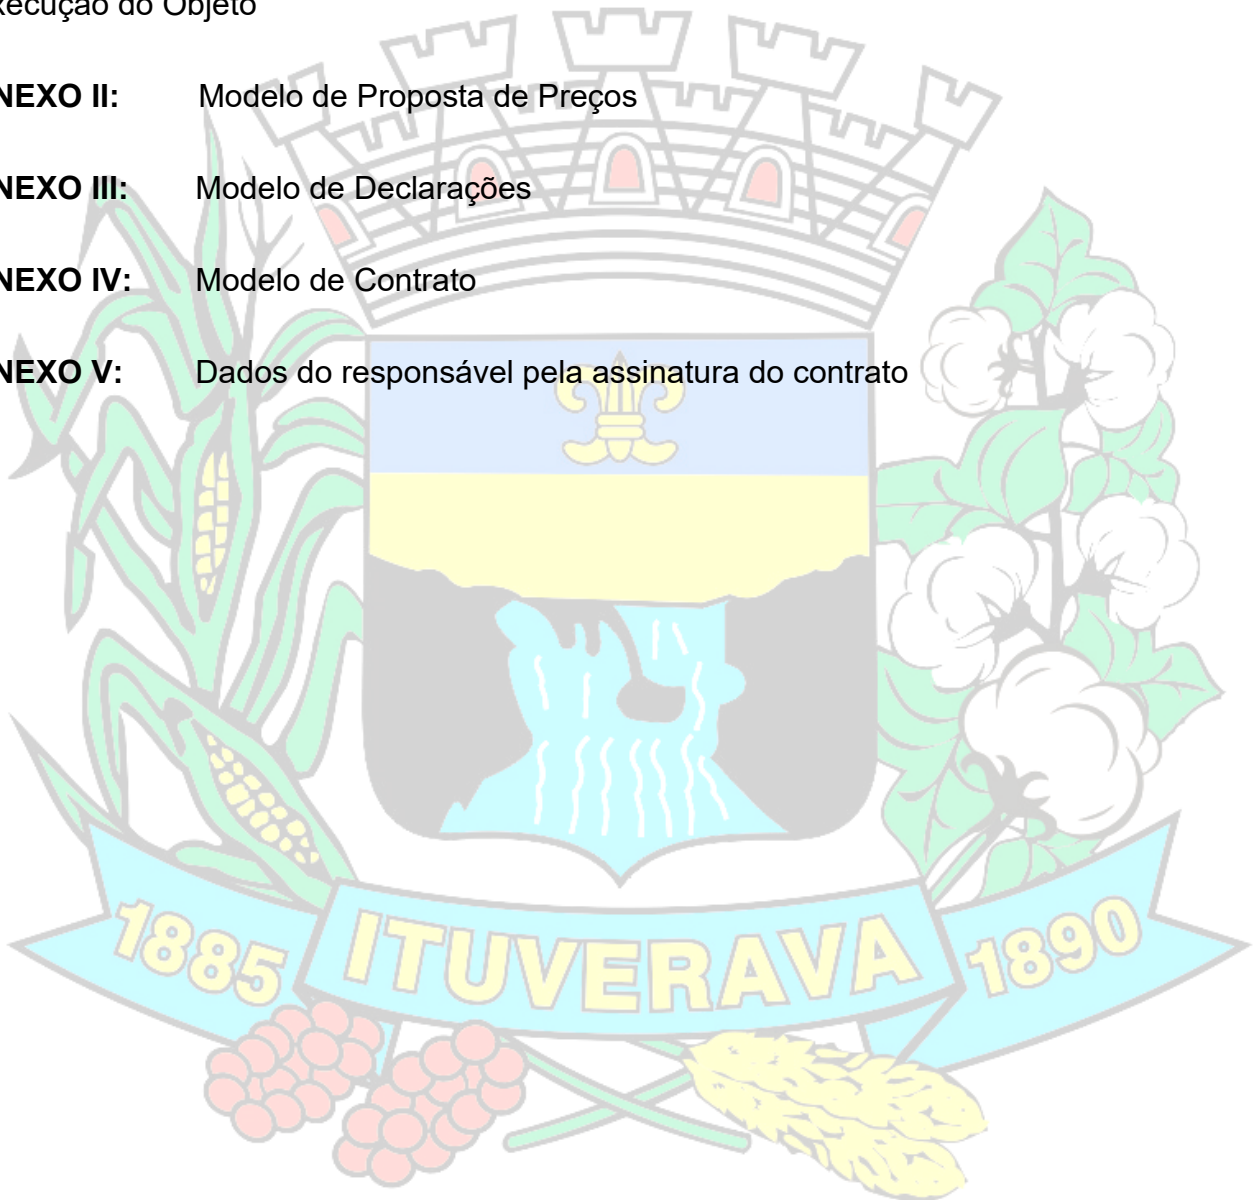 xecução do Objeto
NEXO II: Modelo de Proposta de Preços
NEXO III: Modelo de Declarações
NEXO IV: Modelo de Contrato
NEXO V: Dados do responsável pela assinatura do contrato
1885 ITUVERAVA 1890